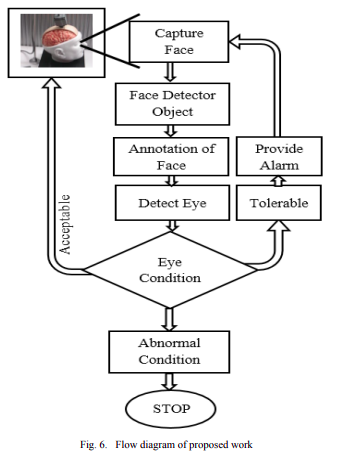 Capture
Face
Face Detector
Object
Annotation of
Face
Provide
Alarm
Detect Eye
Tolerable
Acceptable
Eye
Condition
Abnormal
Condition
STOP
Fig. 6. Flow diagram of proposed work